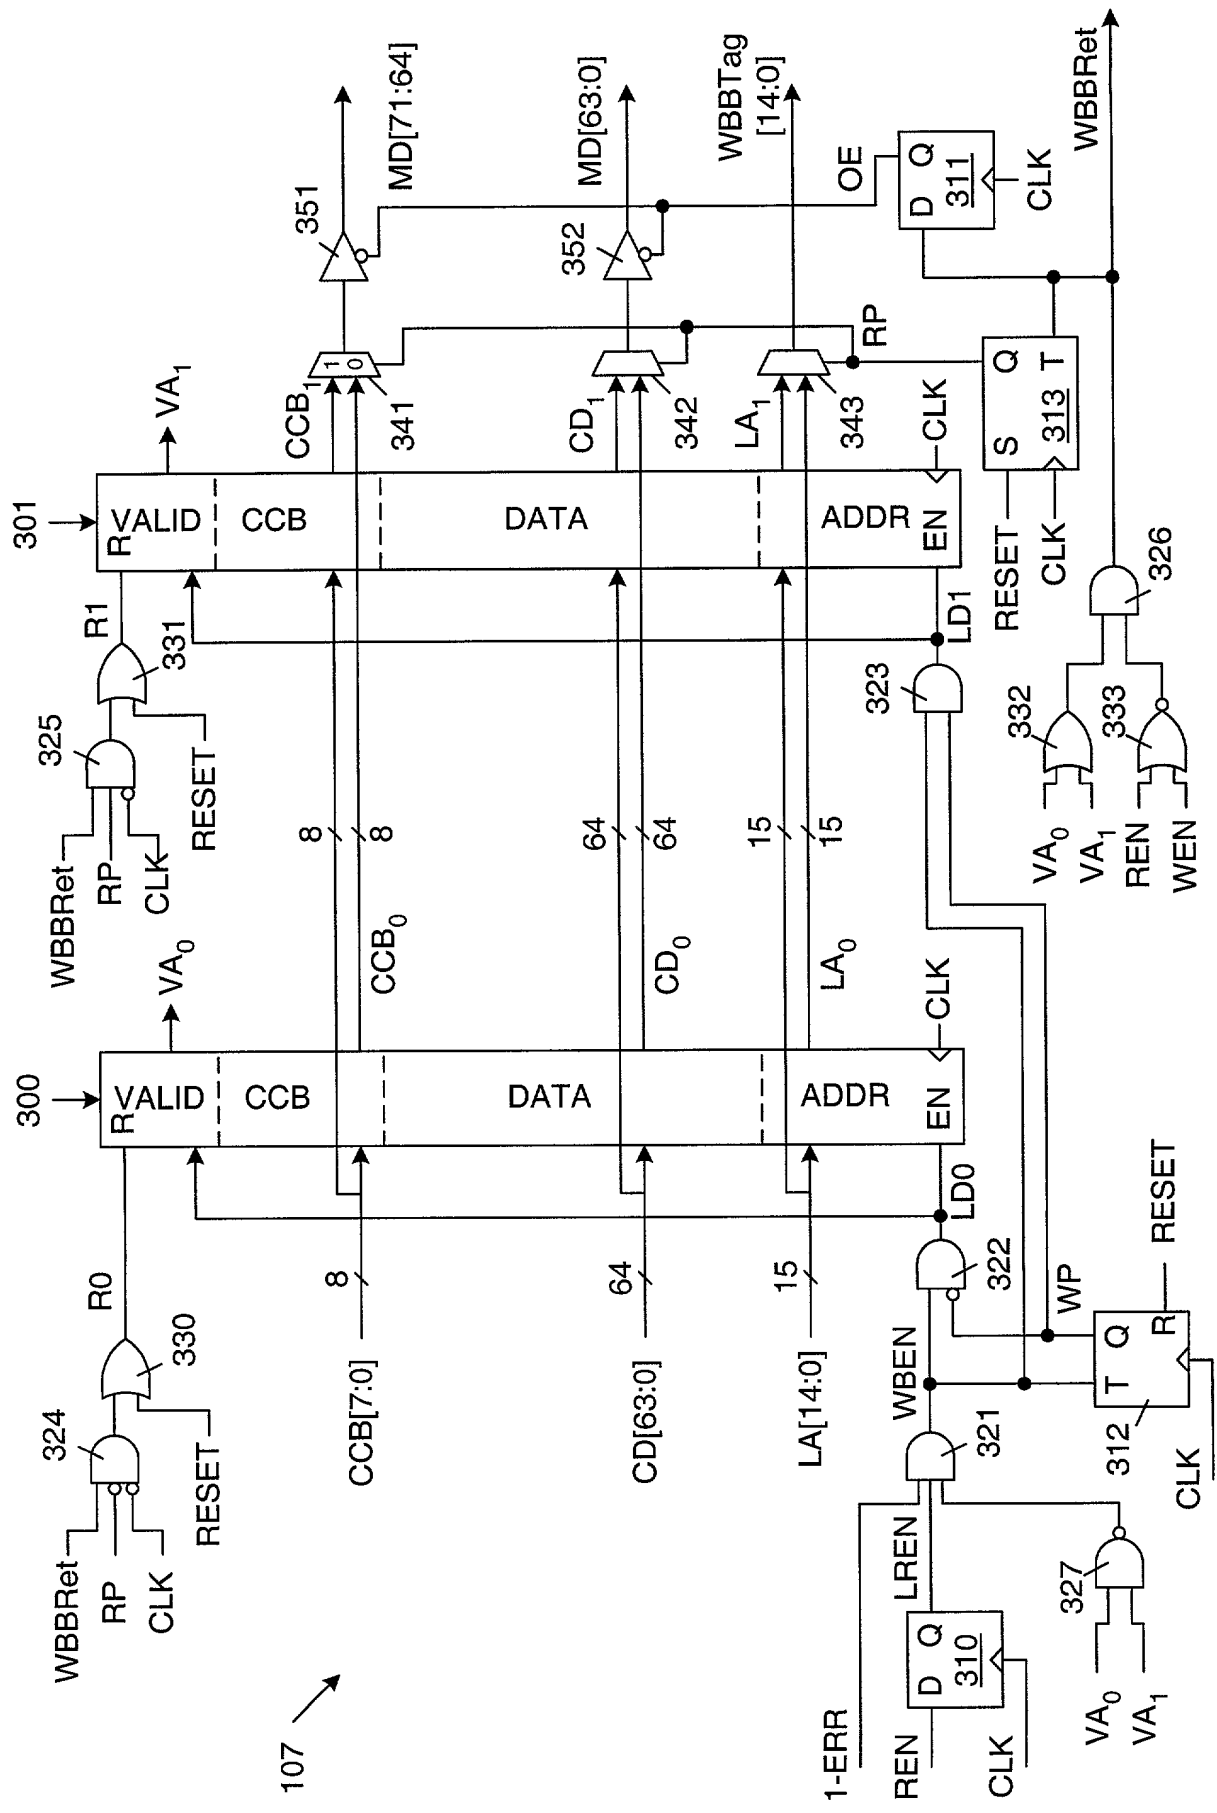 107
300
301
WBBRet
RP
CLK
324
RESET
330
R0
R
VALID
CCB
DATA
ADDR
EN
VA0
CLK
CCB[7:0]
8
CD[63:0]
64
LA[14:0]
15
LD0
322
WBEN
321
1-ERR
LREN
REN
D Q
310
CLK
VA0
VA1
327
T Q
R
312
CLK
RESET
WP
CCB0
CD0
LA0
8
8
64
64
15
15
WBBRet
RP
CLK
325
RESET
331
R1
R
VALID
CCB
DATA
ADDR
EN
VA1
CLK
LD1
323
CCB1
1
0
341
CD1
342
LA1
343
351
352
MD[71:64]
MD[63:0]
WBBTag
[14:0]
OE
D Q
311
CLK
RP
S Q
313 T
RESET
CLK
VA0
VA1
REN
WEN
332
333
326
WBBRet